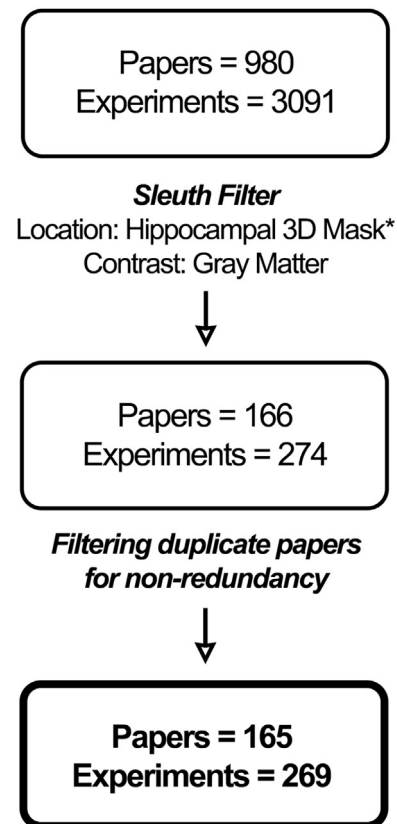 Papers = 980
Experiments = 3091
Sleuth Filter
Location: Hippocampal 3D Mask*
Contrast: Gray Matter
Papers = 166
Experiments = 274
Filtering duplicate papers
for non-redundancy
Papers = 165
Experiments = 269